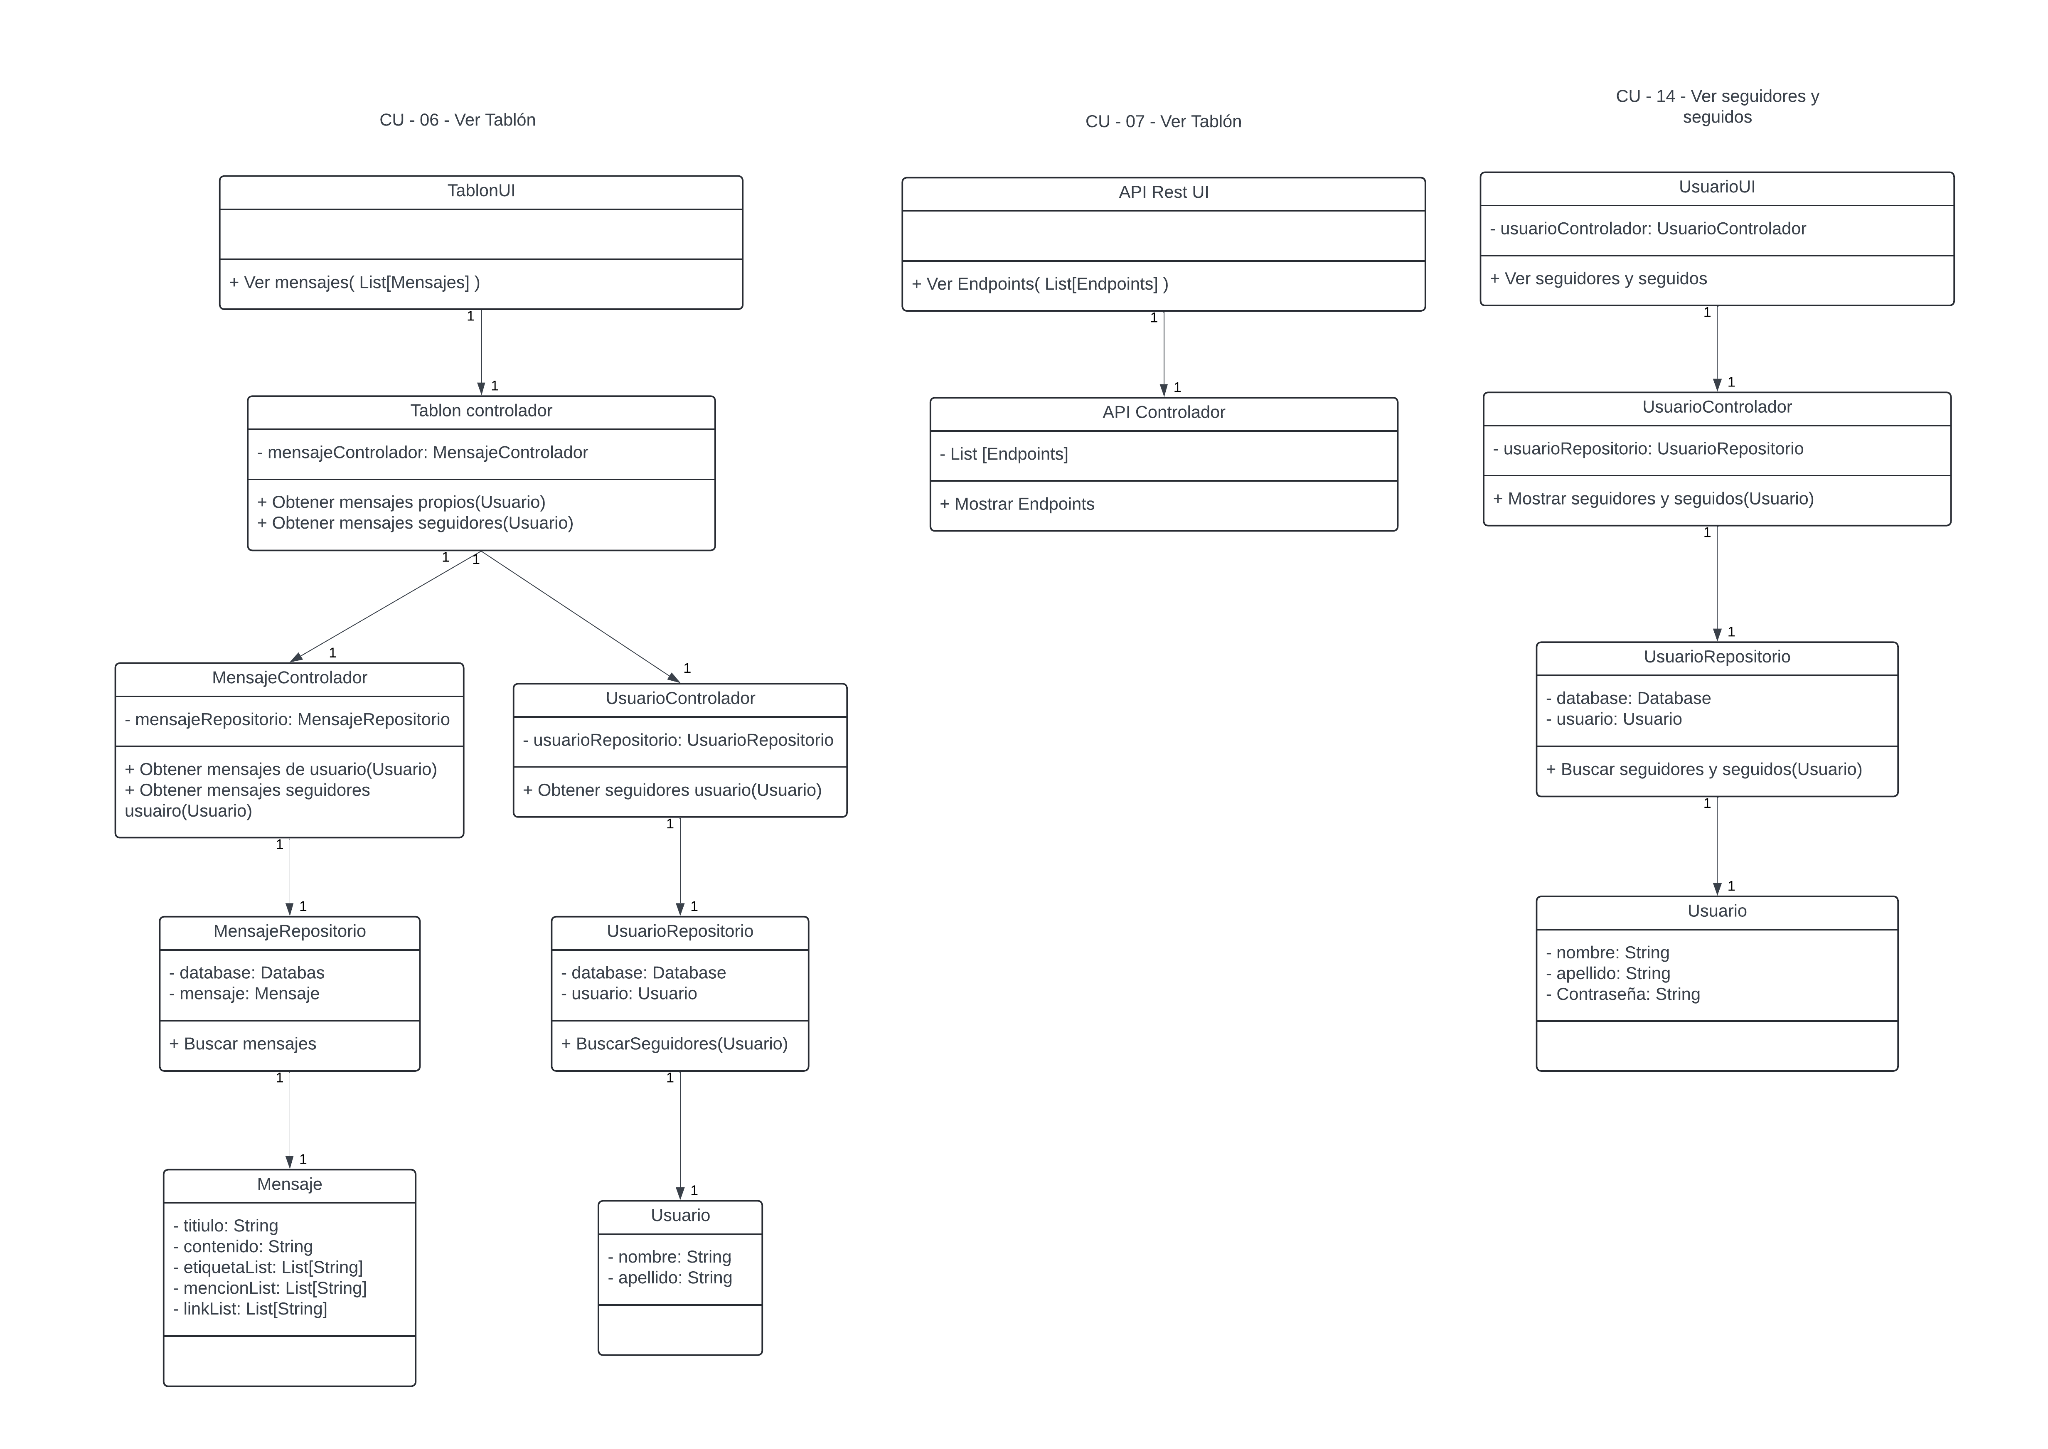 CU - 06 - Ver Tablón
TablonUI
+ Ver mensajes( List[Mensajes] )
1
1
Tablon controlador
- mensajeControlador: MensajeControlador
+ Obtener mensajes propios(Usuario)
+ Obtener mensajes seguidores(Usuario)
1
1
1
1
MensajeControlador
- mensajeRepositorio: MensajeRepositorio
+ Obtener mensajes de usuario(Usuario)
+ Obtener mensajes seguidores
usuairo(Usuario)
1
1
MensajeRepositorio
- database: Databas
- mensaje: Mensaje
+ Buscar mensajes
1
1
Mensaje
- titiulo: String
- contenido: String
- etiquetaList: List[String]
- mencionList: List[String]
- linkList: List[String]
UsuarioControlador
- usuarioRepositorio: UsuarioRepositorio
+ Obtener seguidores usuario(Usuario)
1
1
UsuarioRepositorio
- database: Database
- usuario: Usuario
+ BuscarSeguidores(Usuario)
1
1
Usuario
- nombre: String
- apellido: String
CU - 07 - Ver Tablón
API Rest UI
+ Ver Endpoints( List[Endpoints] )
1
1
API Controlador
- List [Endpoints]
+ Mostrar Endpoints
CU - 14 - Ver seguidores y
seguidos
UsuarioUI
- usuarioControlador: UsuarioControlador
+ Ver seguidores y seguidos
1
1
UsuarioControlador
- usuarioRepositorio: UsuarioRepositorio
+ Mostrar seguidores y seguidos(Usuario)
1
1
UsuarioRepositorio
- database: Database
- usuario: Usuario
+ Buscar seguidores y seguidos(Usuario)
1
1
Usuario
- nombre: String
- apellido: String
- Contraseña: String